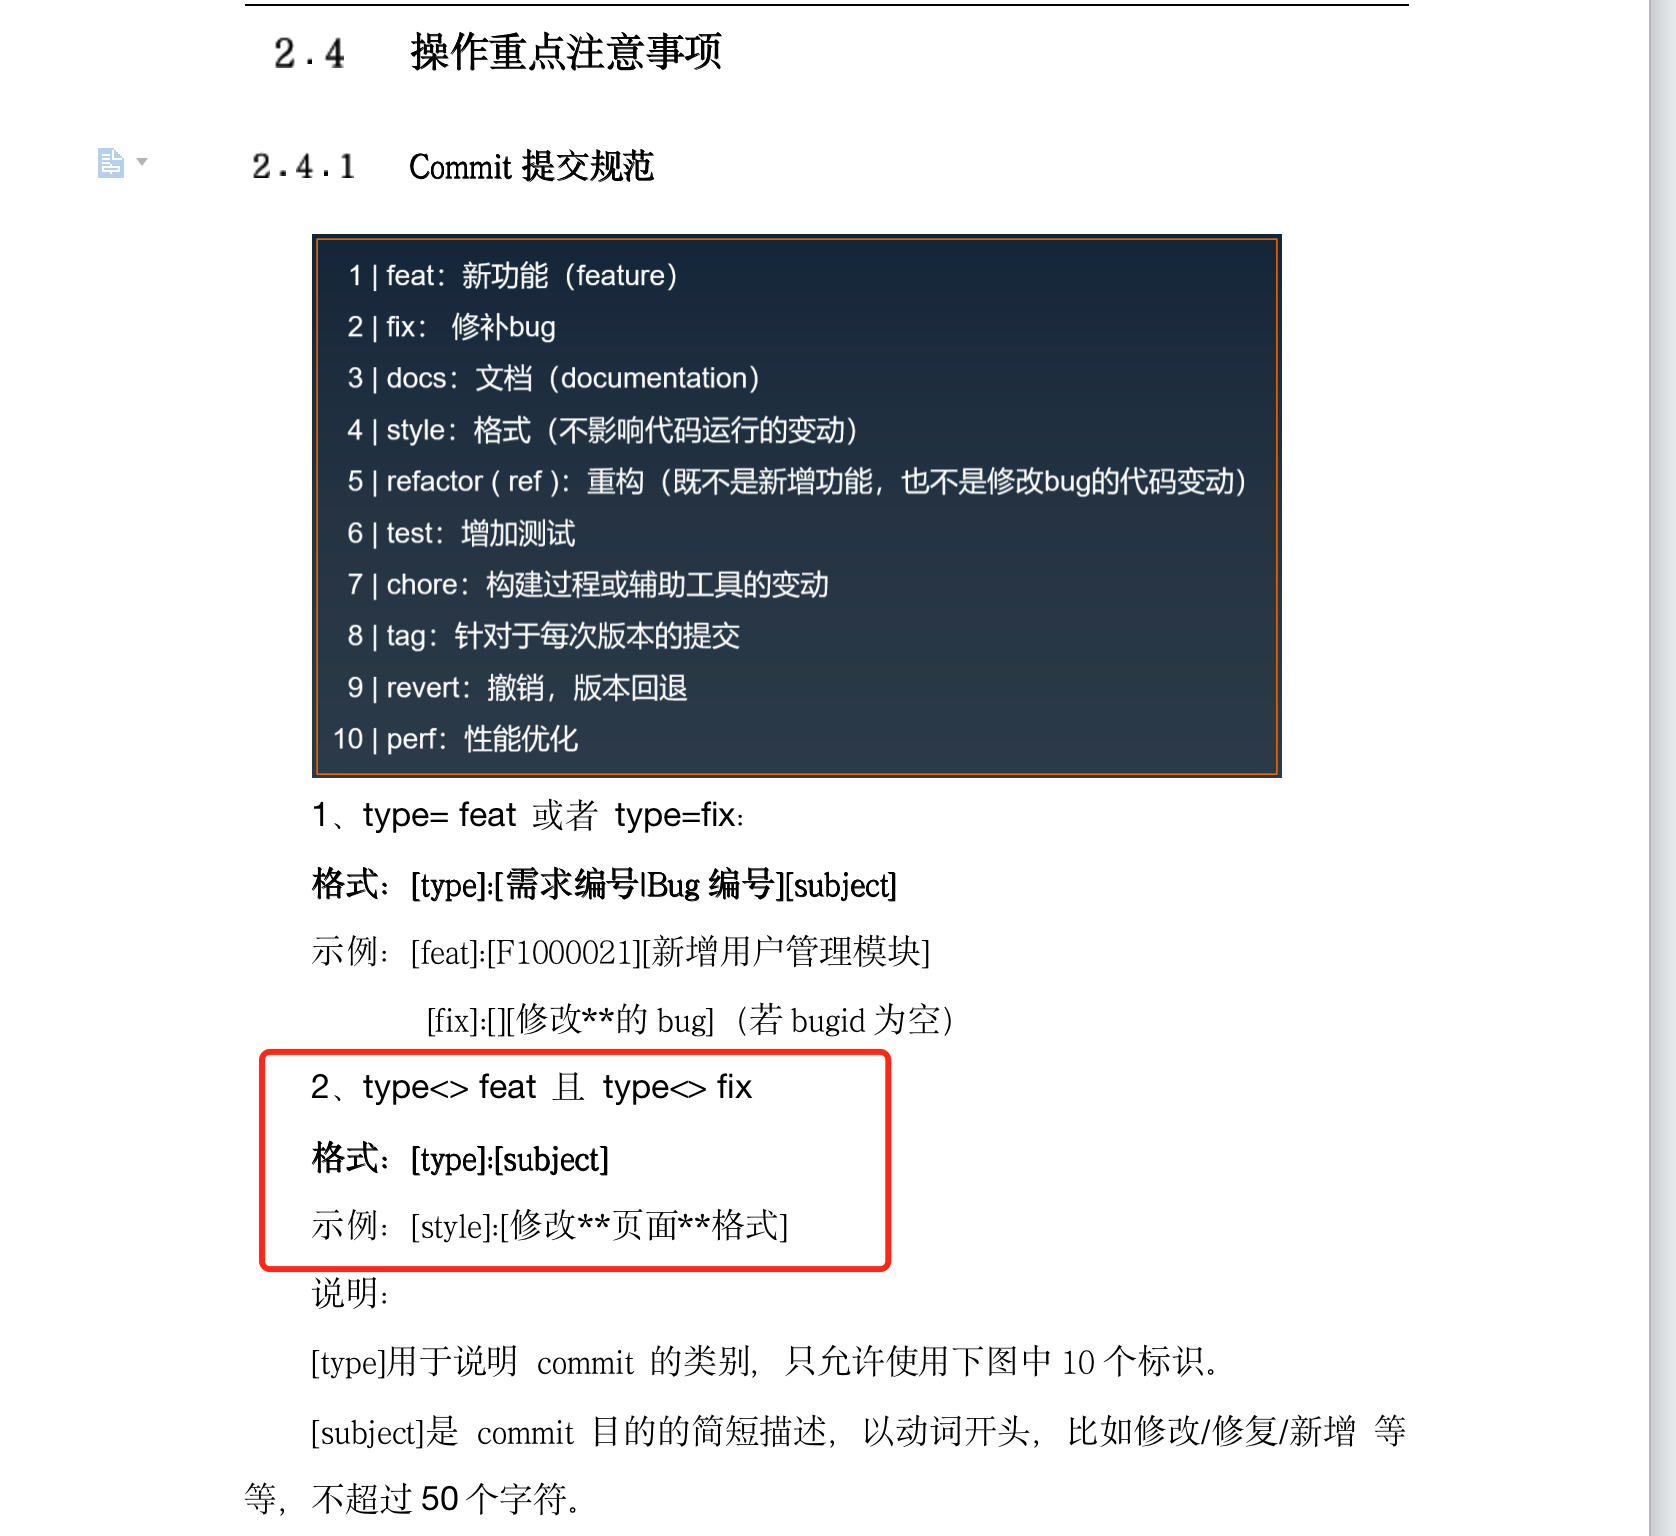 2.4 操作重点注意事项
2.4.1 Commit 提交规范
1 | feat：新功能（feature）
2 | fix： 修补bug
3 | docs：文档（documentation）
4 | style：格式（不影响代码运行的变动）
5 | refactor ( ref )：重构（既不是新增功能，也不是修改bug的代码变动）
6 | test：增加测试
7 | chore：构建过程或辅助工具的变动
8 | tag：针对于每次版本的提交
9 | revert：撤销，版本回退
10 | perf：性能优化
1、type= feat 或者 type=fix:
格式：[type]:[需求编号|Bug 编号][subject]
示例：[feat]:[F1000021][新增用户管理模块]
[fix]:[][修改**的 bug]（若 bugid 为空）
2、type<> feat 且 type<> fix
格式：[type]:[subject]
示例：[style]:[修改**页面**格式]
说明:
[type]用于说明 commit 的类别，只允许使用下图中 10 个标识。
[subject]是 commit 目的的简短描述，以动词开头，比如修改/修复/新增 等
等，不超过 50 个字符。